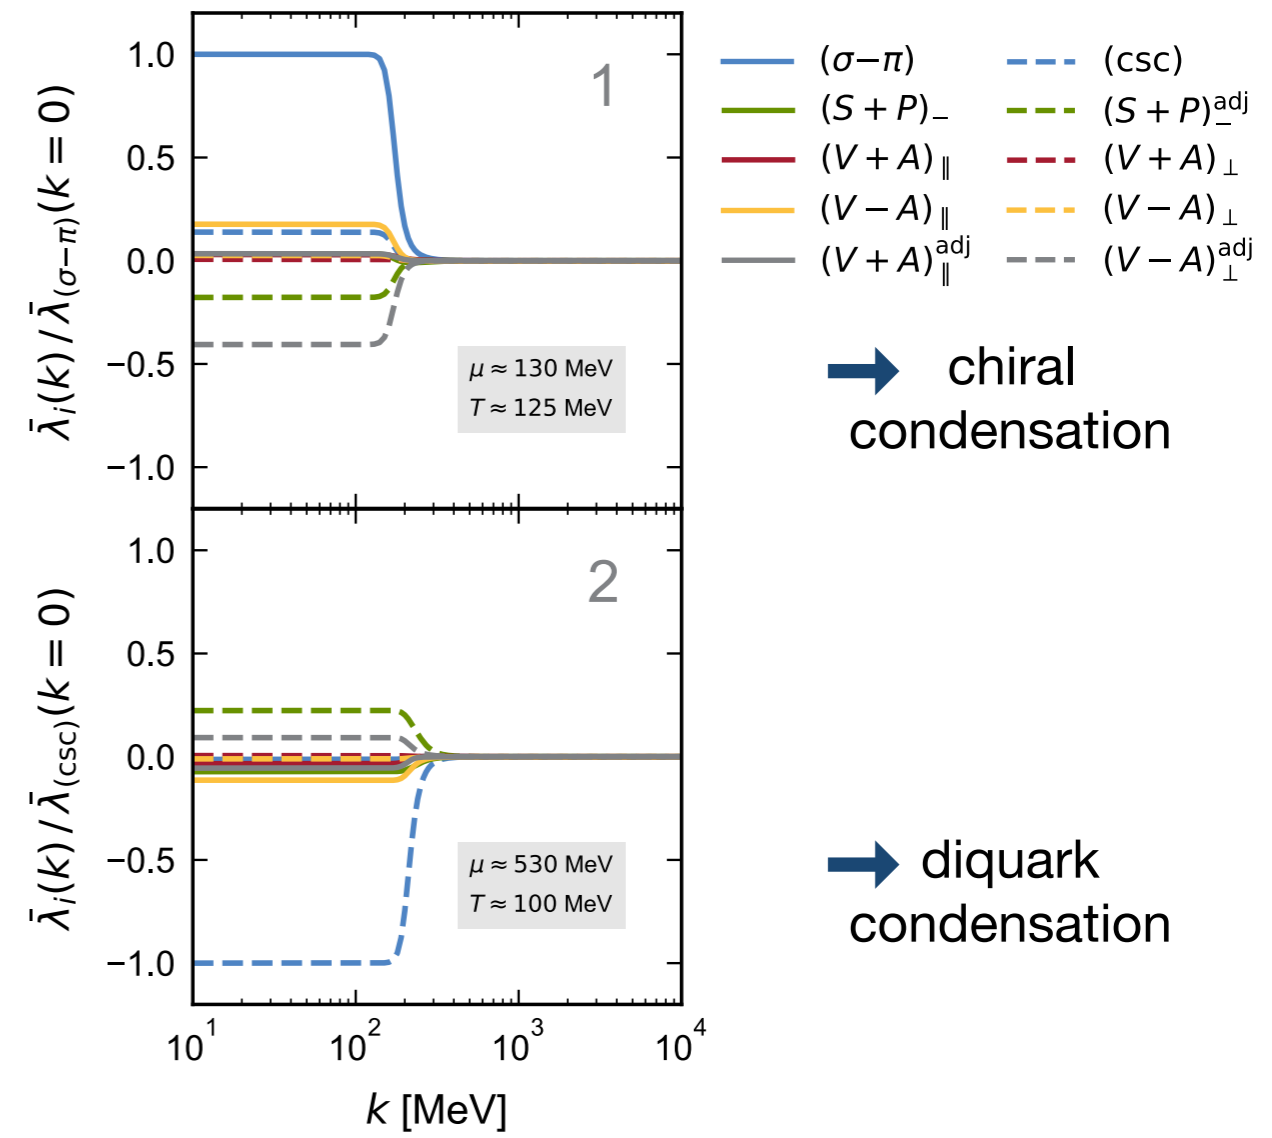 1.0
0.5
0.0
−0.5
−1.0
λ̄ᵢ(k) / λ̄₍σ−π₎(k = 0)
1
μ ≈ 130 MeV
T ≈ 125 MeV
(σ−π)
(S + P)₋
(V + A)∥
(V − A)∥
(V + A)∥^adj
(csc)
(S + P)₋^adj
(V + A)⊥
(V − A)⊥
(V − A)⊥^adj
chiral
condensation
1.0
0.5
0.0
−0.5
−1.0
λ̄ᵢ(k) / λ̄(csc)(k = 0)
2
μ ≈ 530 MeV
T ≈ 100 MeV
diquark
condensation
10¹ 10² 10³ 10⁴
k [MeV]